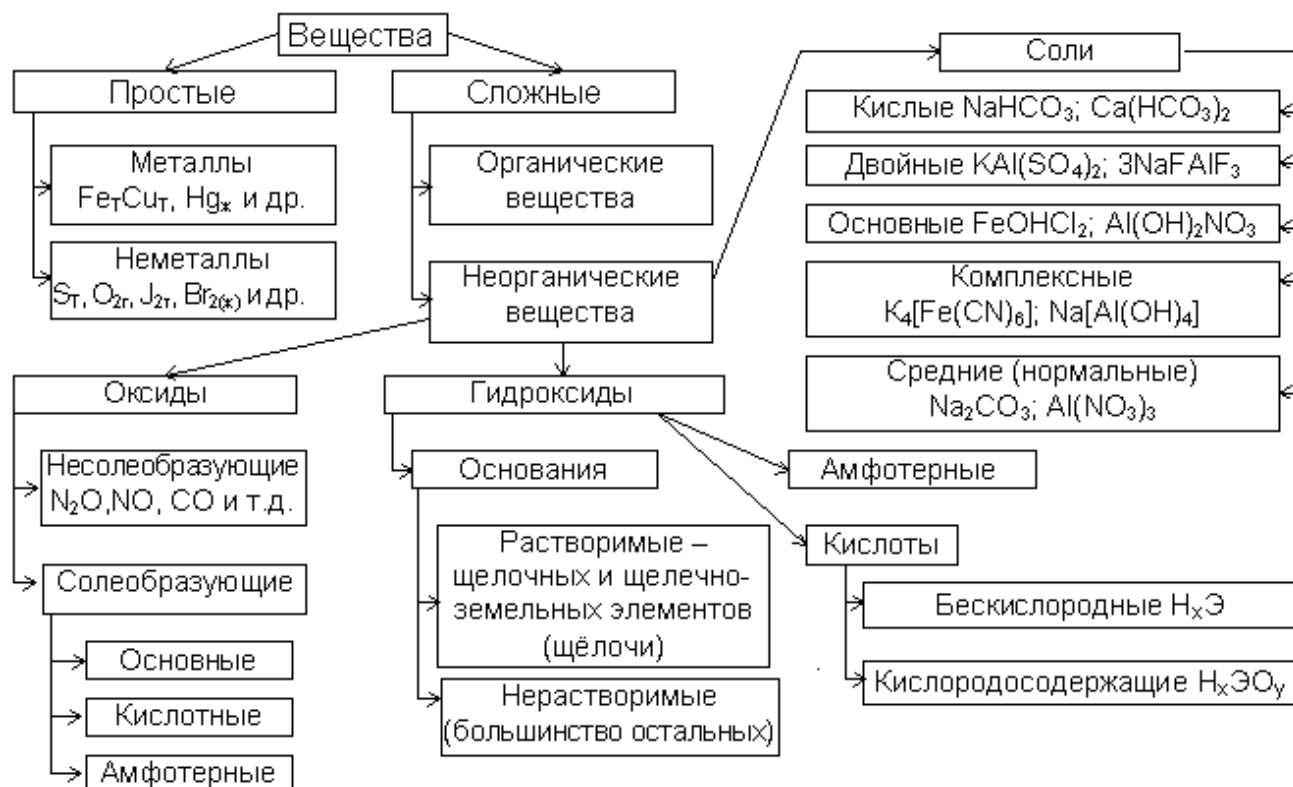 Вещества
Простые
Металлы
FeтCuт, Hgж и др.
Неметаллы
Sт, O₂г, J₂т, Br₂(ж) и др.
Сложные
Органические
вещества
Неорганические
вещества
Соли
Кислые NaHCO₃; Ca(HCO₃)₂
Двойные KAl(SO₄)₂; 3NaFAlF₃
Основные FeOHCl₂; Al(OH)₂NO₃
Комплексные
K₄[Fe(CN)₆]; Na[Al(OH)₄]
Средние (нормальные)
Na₂CO₃; Al(NO₃)₃
Оксиды
Несолеобразующие
N₂O,NO, CO и т.д.
Солеобразующие
Основные
Кислотные
Амфотерные
Гидроксиды
Основания
Растворимые –
щелочных и щелечно-
земельных элементов
(щёлочи)
Нерастворимые
(большинство остальных)
Амфотерные
Кислоты
Бескислородные HₓЭ
Кислородосодержащие HₓЭOᵧ